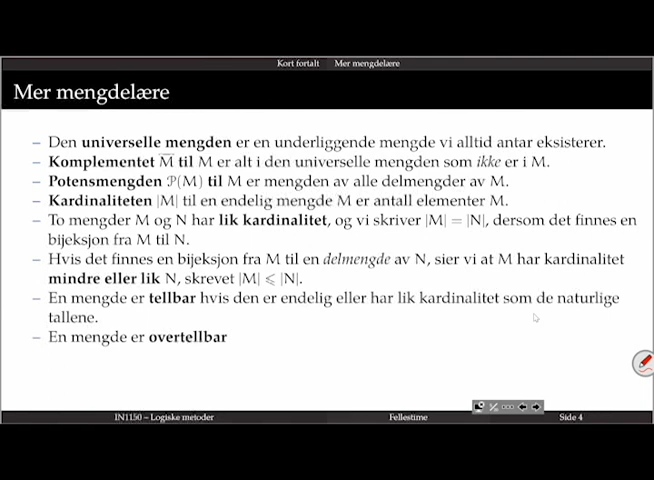 Kort fortalt Mer mengdelære
Mer mengdelære
– Den universelle mengden er en underliggende mengde vi alltid antar eksisterer.
– Komplementet M̅ til M er alt i den universelle mengden som ikke er i M.
– Potensmengden 𝒫(M) til M er mengden av alle delmengder av M.
– Kardinaliteten |M| til en endelig mengde M er antall elementer M.
– To mengder M og N har lik kardinalitet, og vi skriver |M| = |N|, dersom det finnes en
bijeksjon fra M til N.
– Hvis det finnes en bijeksjon fra M til en delmengde av N, sier vi at M har kardinalitet
mindre eller lik N, skrevet |M| ⩽ |N|.
– En mengde er tellbar hvis den er endelig eller har lik kardinalitet som de naturlige
tallene.
– En mengde er overtellbar
IN1150 – Logiske metoder Fellestime Side 4